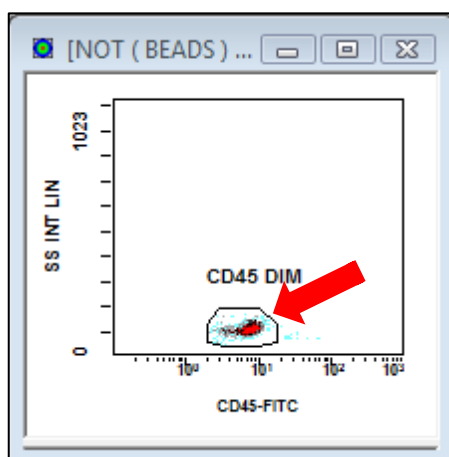 [NOT ( BEADS ) ...
1023
SS INT LIN
CD45 DIM
0
10⁰ 10¹ 10² 10³
CD45-FITC